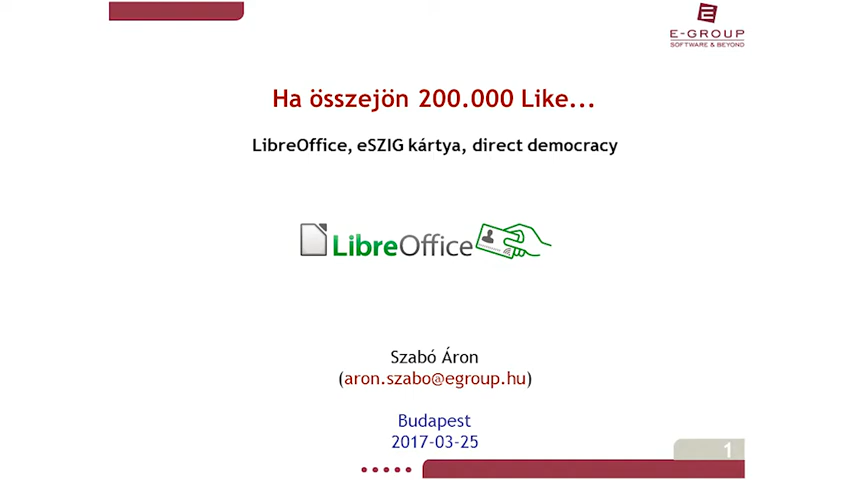 E-GROUP
SOFTWARE & BEYOND
Ha összejön 200.000 Like...
LibreOffice, eSZIG kártya, direct democracy
LibreOffice
Szabó Áron
(aron.szabo@egroup.hu)
Budapest
2017-03-25
1